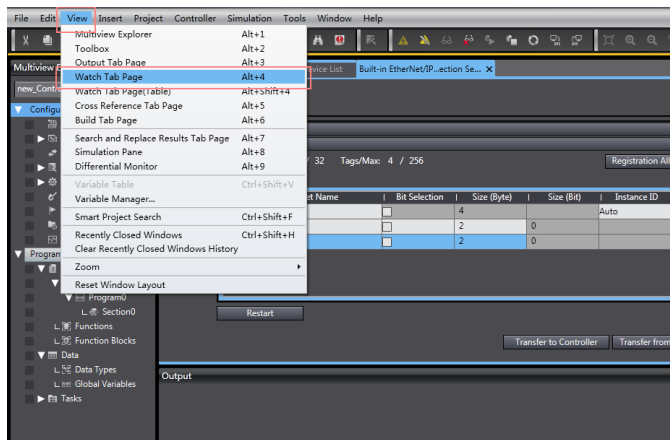 File Edit View Insert Project Controller Simulation Tools Window Help
Multiview Explorer Alt+1
Toolbox Alt+2
Output Tab Page Alt+3
Watch Tab Page Alt+4
Watch Tab Page(Table) Alt+Shift+4
Cross Reference Tab Page Alt+5
Build Tab Page Alt+6
Search and Replace Results Tab Page Alt+7
Simulation Pane Alt+8
Differential Monitor Alt+9
Variable Table Ctrl+Shift+V
Variable Manager...
Smart Project Search Ctrl+Shift+F
Recently Closed Windows Ctrl+Shift+H
Clear Recently Closed Windows History
Zoom
Reset Window Layout
Multiview
List Built-in EtherNet/IP...ection Se... X
/ 32 Tags/Max: 4 / 256
Registration All
Name Bit Selection Size (Byte) Size (Bit) Instance ID
4 Auto
2 0
2 0
Program0
Section0
Functions
Function Blocks
Data
Data Types
Global Variables
Tasks
Restart
Transfer to Controller Transfer from
Output